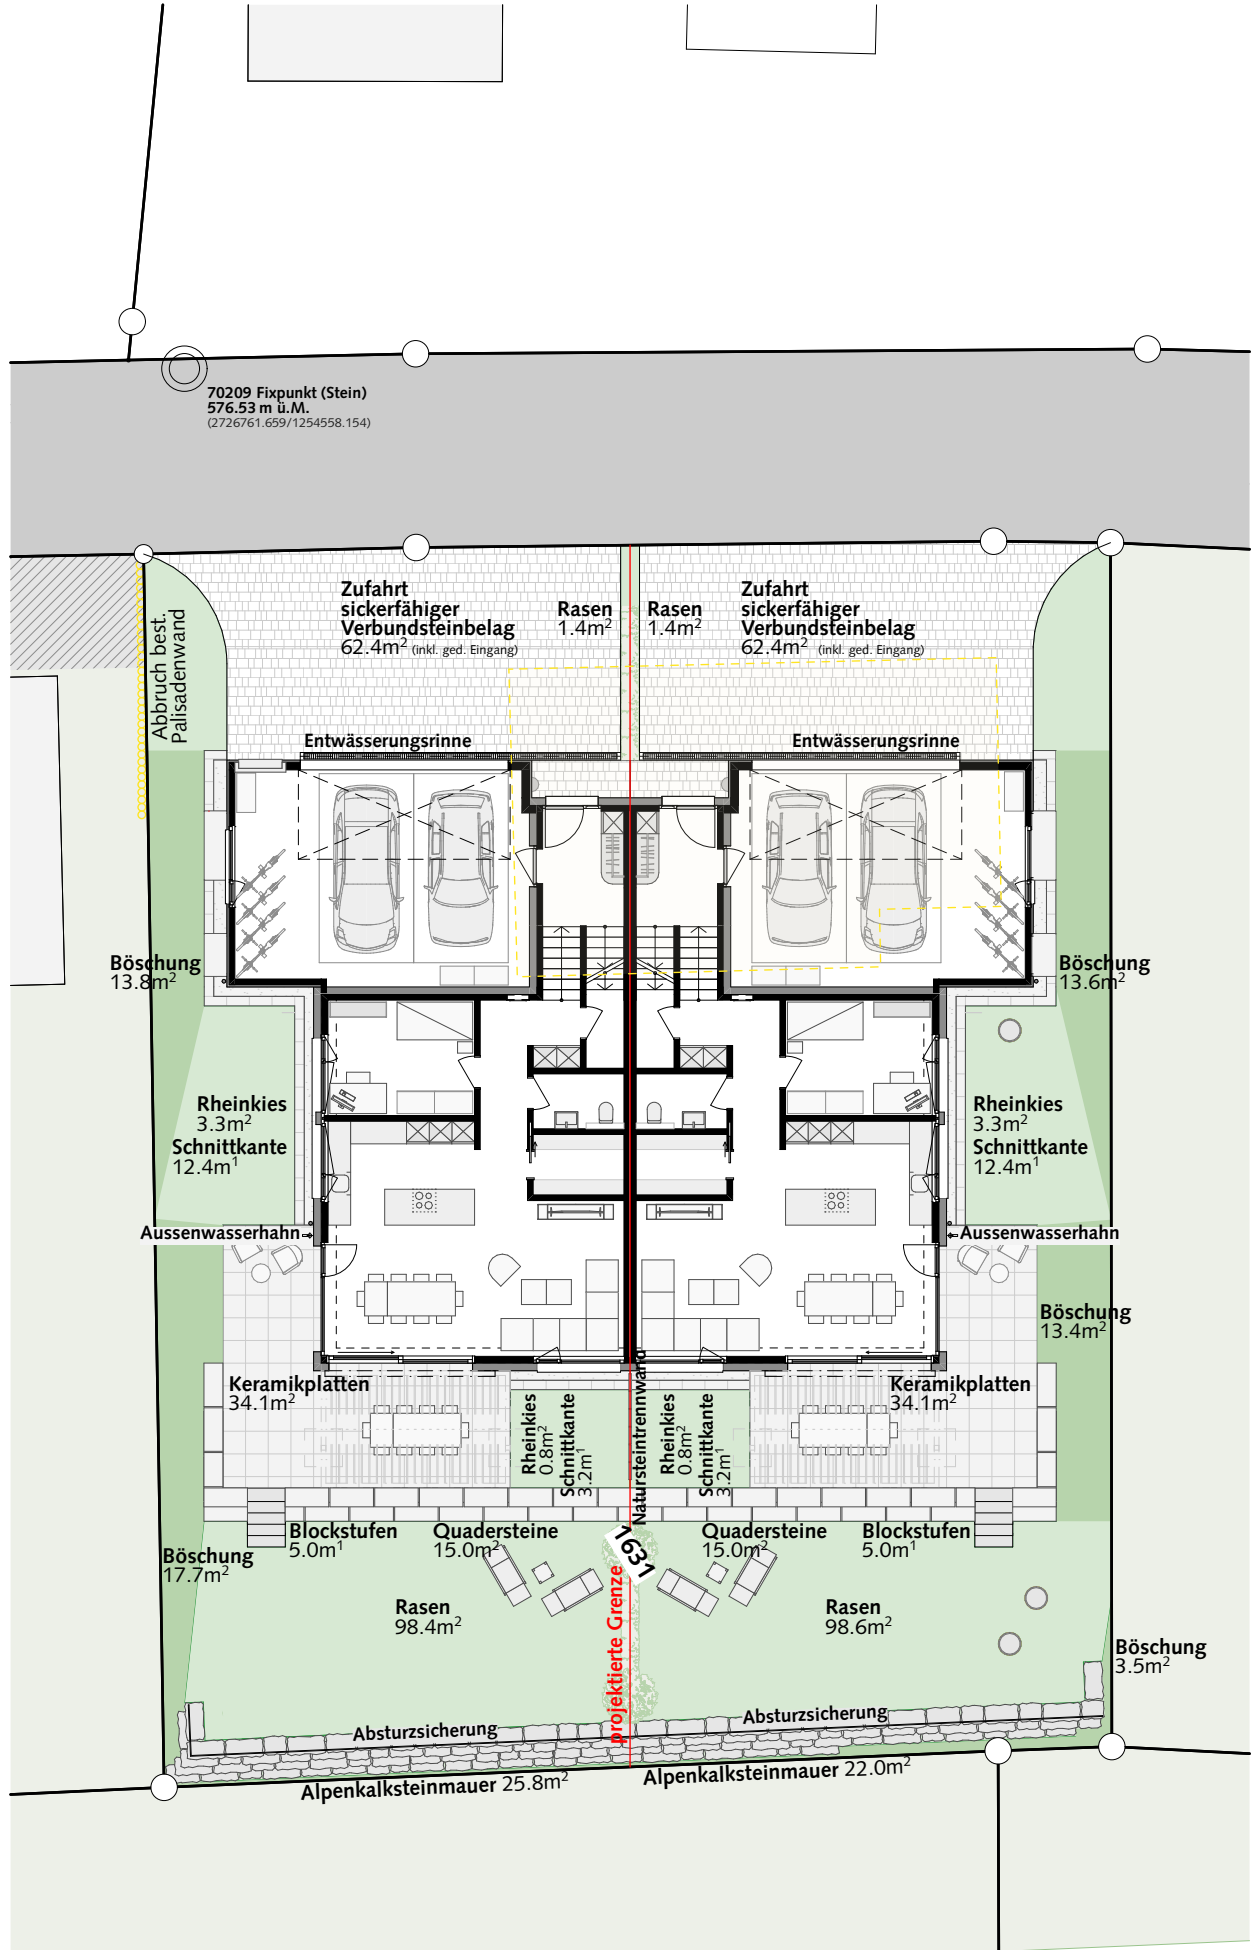 70209 Fixpunkt (Stein)
576.53 m ü.M.
(2726761.659/1254558.154)
Abbruch best.
Palisadenwand
Zufahrt
sickerfähiger
Verbundsteinbelag
62.4m² (inkl. ged. Eingang)
Rasen
1.4m²
Rasen
1.4m²
Zufahrt
sickerfähiger
Verbundsteinbelag
62.4m² (inkl. ged. Eingang)
Entwässerungsrinne
Entwässerungsrinne
Böschung
13.8m²
Böschung
13.6m²
Rheinkies
3.3m²
Schnittkante
12.4m¹
Rheinkies
3.3m²
Schnittkante
12.4m¹
Aussenwasserhahn
Aussenwasserhahn
Böschung
13.4m²
Keramikplatten
34.1m²
Rheinkies
0.8m²
Schnittkante
3.2m¹
Natursteintrennwand
Rheinkies
0.8m²
Schnittkante
3.2m¹
Keramikplatten
34.1m²
Blockstufen
5.0m¹
Quadersteine
15.0m²
1631
Quadersteine
15.0m²
Blockstufen
5.0m¹
Böschung
17.7m²
Rasen
98.4m²
projektierte Grenze
Rasen
98.6m²
Böschung
3.5m²
Absturzsicherung
Absturzsicherung
Alpenkalksteinmauer 25.8m²
Alpenkalksteinmauer 22.0m²